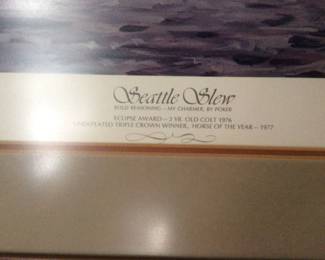 Seattle Slew
BOLD REASONING — MY CHARMER, BY POKER
ECLIPSE AWARD — 2 YR. OLD COLT 1976
UNDEFEATED TRIPLE CROWN WINNER, HORSE OF THE YEAR — 1977